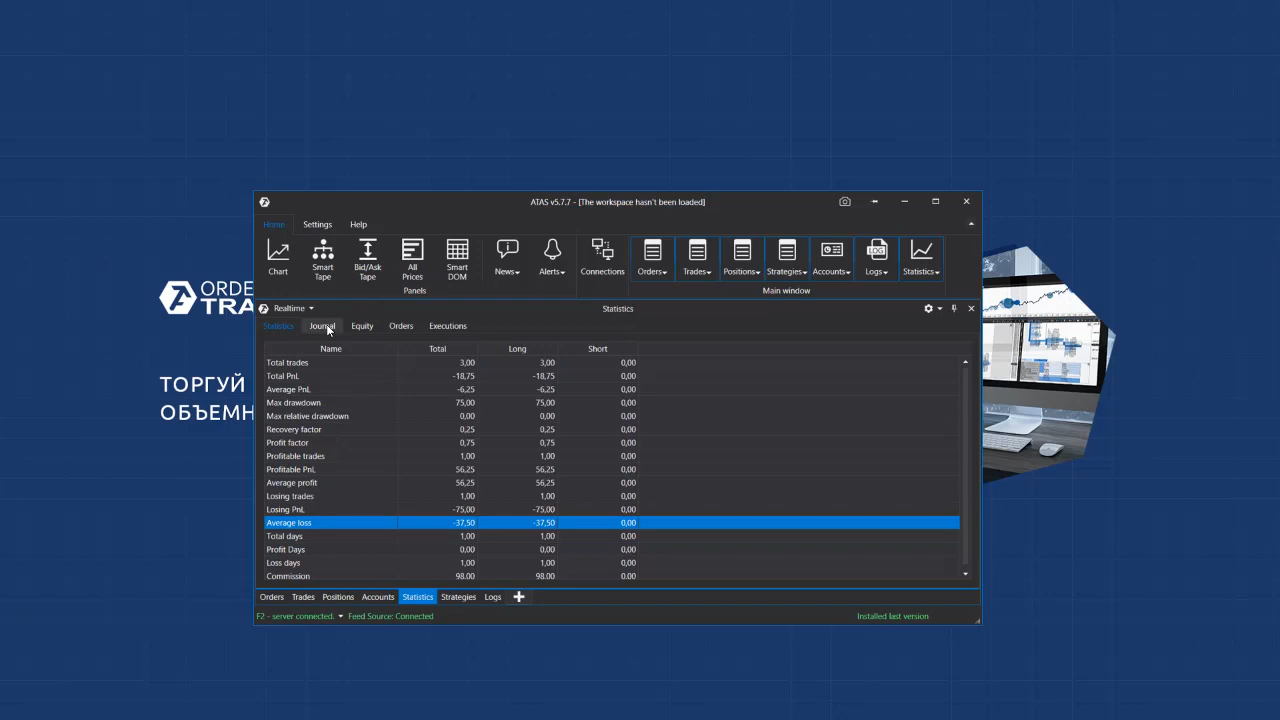 ORDE
TRA
ТОРГУЙ
ОБЪЕМН
ATAS v5.7.7 - [The workspace hasn't been loaded]
Home Settings Help
Chart Smart Tape Bid/Ask Tape All Prices Smart DOM News Alerts Connections Orders Trades Positions Strategies Accounts LOG Logs Statistics
Panels Main window
Realtime Statistics
Statistics Journal Equity Orders Executions
Name Total Long Short
Total trades 3,00 3,00 0,00
Total PnL -18,75 -18,75 0,00
Average PnL -6,25 -6,25 0,00
Max drawdown 75,00 75,00 0,00
Max relative drawdown 0,00 0,00 0,00
Recovery factor 0,25 0,25 0,00
Profit factor 0,75 0,75 0,00
Profitable trades 1,00 1,00 0,00
Profitable PnL 56,25 56,25 0,00
Average profit 56,25 56,25 0,00
Losing trades 1,00 1,00 0,00
Losing PnL -75,00 -75,00 0,00
Average loss -37,50 -37,50 0,00
Total days 1,00 1,00 0,00
Profit Days 0,00 0,00 0,00
Loss days 1,00 1,00 0,00
Commission 98,00 98,00 0,00
Orders Trades Positions Accounts Statistics Strategies Logs
F2 - server connected. Feed Source: Connected Installed last version